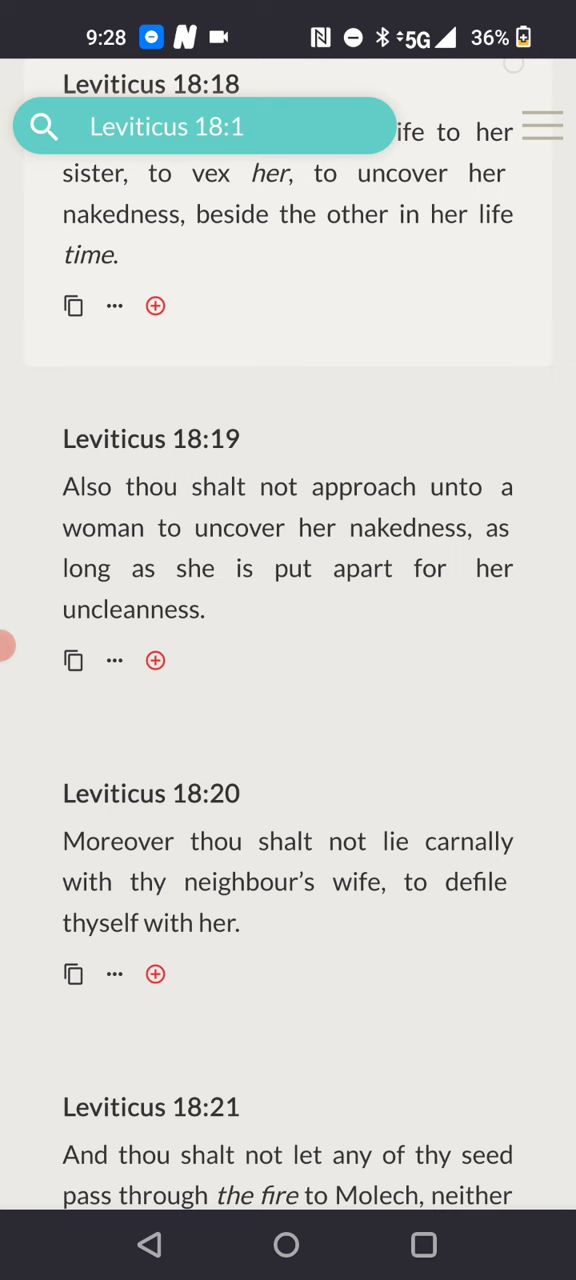 9:28
5G
36%
Leviticus 18:18
Leviticus 18:1
ife to her
sister, to vex her, to uncover her
nakedness, beside the other in her life
time.
Leviticus 18:19
Also thou shalt not approach unto a
woman to uncover her nakedness, as
long as she is put apart for her
uncleanness.
Leviticus 18:20
Moreover thou shalt not lie carnally
with thy neighbour’s wife, to defile
thyself with her.
Leviticus 18:21
And thou shalt not let any of thy seed
pass through the fire to Molech, neither